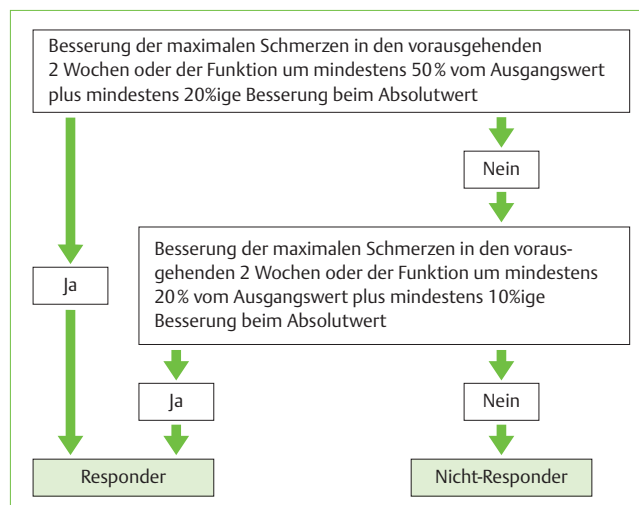 Besserung der maximalen Schmerzen in den vorausgehenden
2 Wochen oder der Funktion um mindestens 50 % vom Ausgangswert
plus mindestens 20%ige Besserung beim Absolutwert
Nein
Besserung der maximalen Schmerzen in den voraus-
gehenden 2 Wochen oder der Funktion um mindestens
20 % vom Ausgangswert plus mindestens 10%ige
Besserung beim Absolutwert
Ja
Ja
Nein
Responder
Nicht-Responder